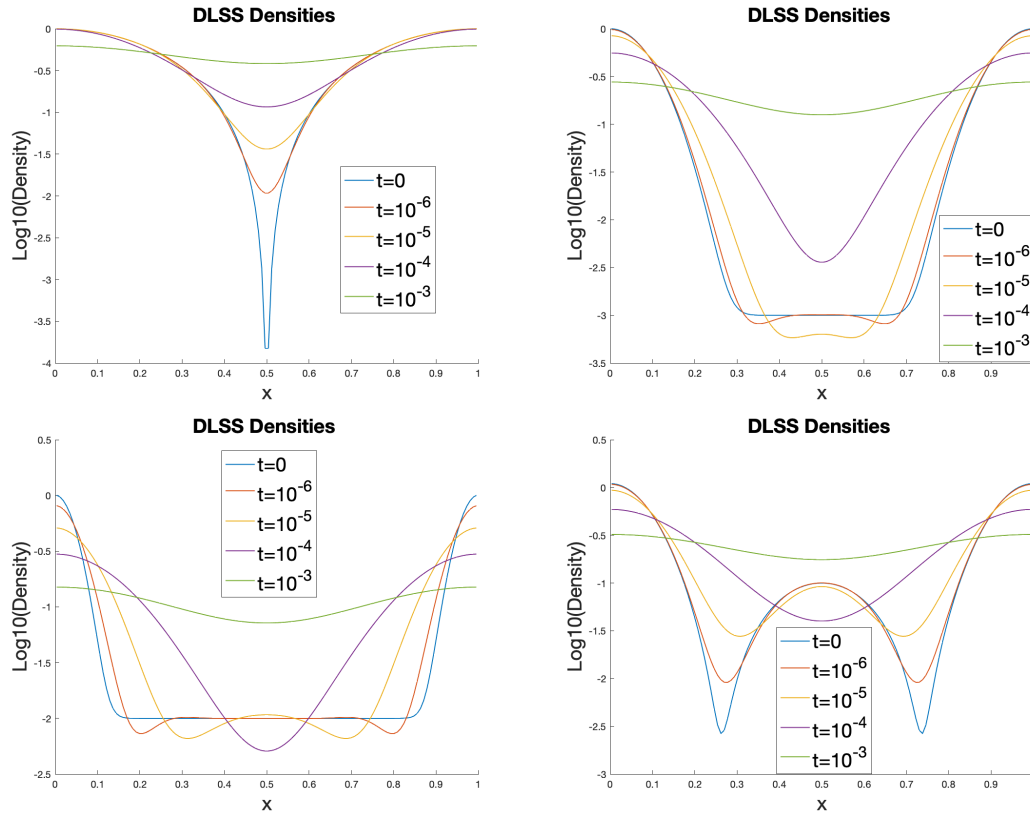 DLSS Densities
Log10(Density)
0
-0.5
-1
-1.5
-2
-2.5
-3
-3.5
-4
t=0
t=10-6
t=10-5
t=10-4
t=10-3
0 0.1 0.2 0.3 0.4 0.5 0.6 0.7 0.8 0.9 1
x
DLSS Densities
Log10(Density)
0
-0.5
-1
-1.5
-2
-2.5
-3
-3.5
t=0
t=10-6
t=10-5
t=10-4
t=10-3
0 0.1 0.2 0.3 0.4 0.5 0.6 0.7 0.8 0.9
x
DLSS Densities
Log10(Density)
0.5
0
-0.5
-1
-1.5
-2
-2.5
t=0
t=10-6
t=10-5
t=10-4
t=10-3
0 0.1 0.2 0.3 0.4 0.5 0.6 0.7 0.8 0.9 1
x
DLSS Densities
Log10(Density)
0.5
0
-0.5
-1
-1.5
-2
-2.5
-3
t=0
t=10-6
t=10-5
t=10-4
t=10-3
0 0.1 0.2 0.3 0.4 0.5 0.6 0.7 0.8 0.9
x